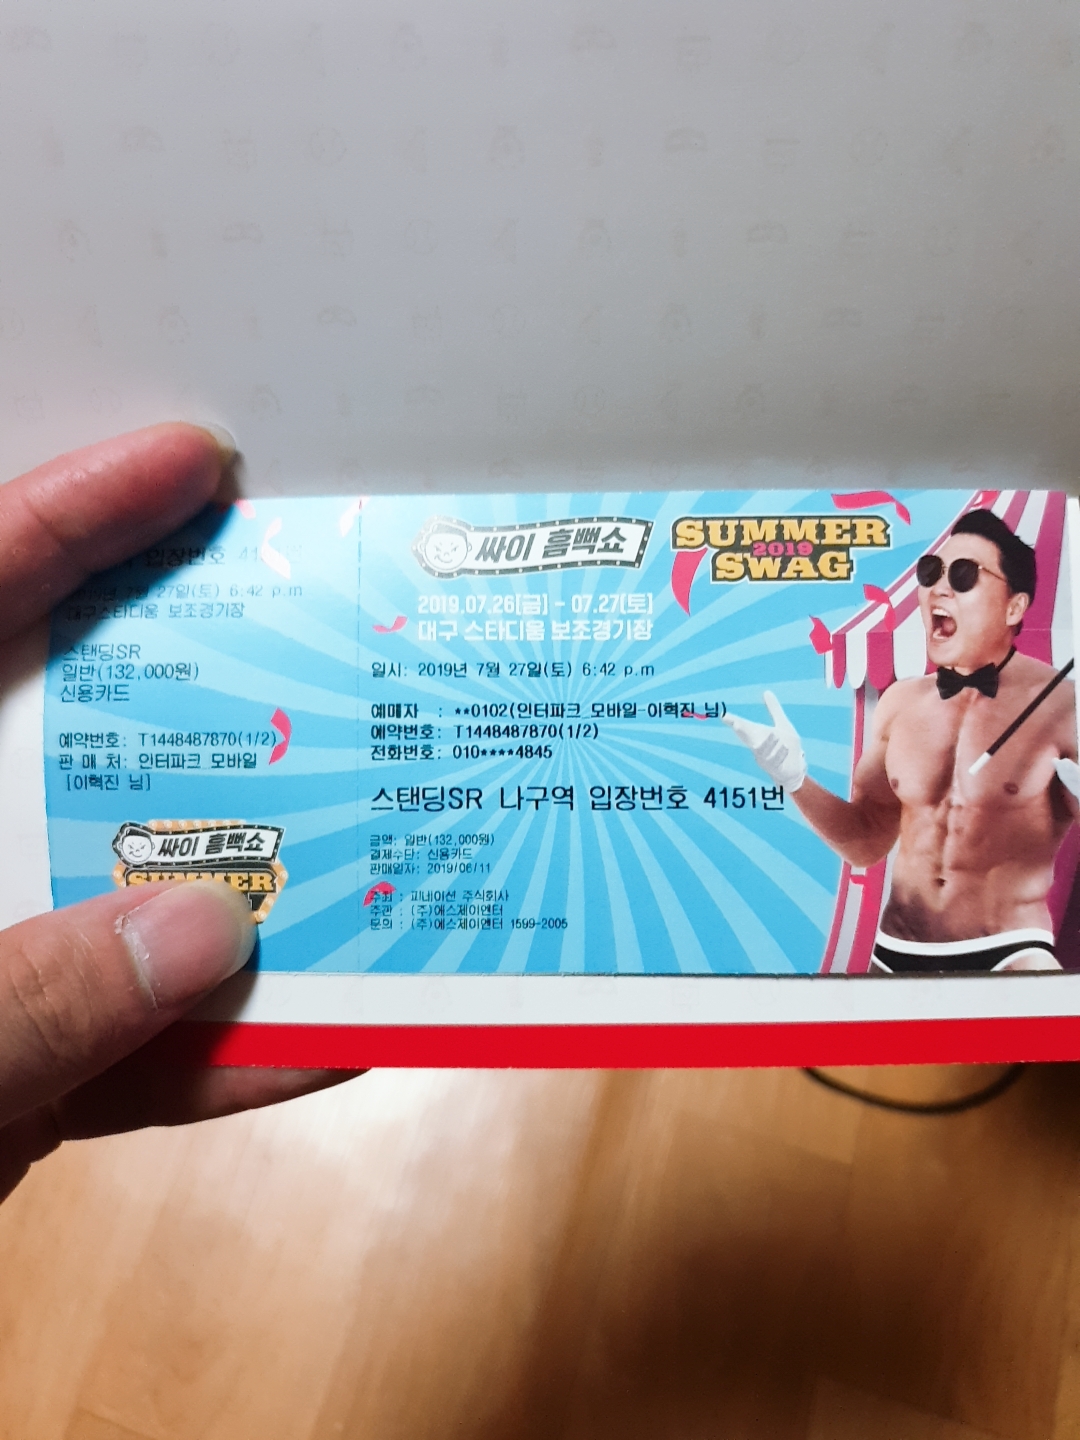 입장번호
27일(토) 6:42 p.m
대구스타디움 보조경기장
스탠딩SR
일반(132,000원)
신용카드
예약번호: T1448487870(1/2)
판 매 처: 인터파크 모바일
[이혁진 님]
싸이 흠뻑쇼
SUMMER
싸이 흠뻑쇼
SUMMER
2019
SWAG
2019.07.26[금] - 07.27[토]
대구 스타디움 보조경기장
일시: 2019년 7월 27일(토) 6:42 p.m
예매자 : **0102(인터파크 모바일-이혁진 님)
예약번호: T1448487870(1/2)
전화번호: 010****4845
스탠딩SR 나구역 입장번호 4151번
금액: 일반(132,000원)
결제수단: 신용카드
판매일자: 2019/06/11
주최 : 피네이션 주식회사
주관 : (주)에스제이엔터
문의 : (주)에스제이엔터 1599-2005